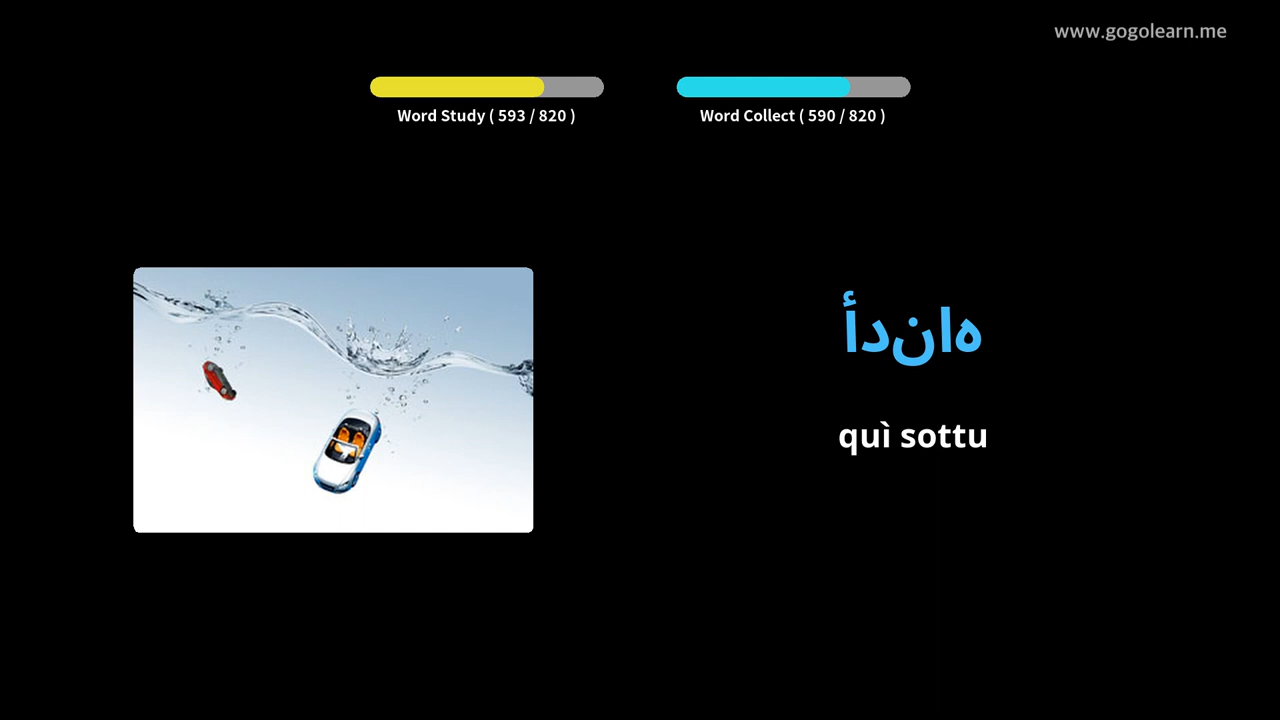 www.gogolearn.me
Word Study ( 593 / 820 )
Word Collect ( 590 / 820 )
أدناه
quì sottu